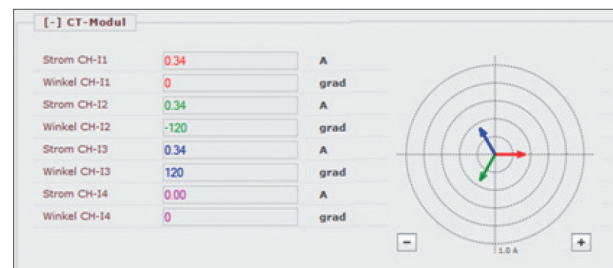 [-] CT-Modul
Strom CH-I1 0.34 A
Winkel CH-I1 0 grad
Strom CH-I2 0.34 A
Winkel CH-I2 -120 grad
Strom CH-I3 0.34 A
Winkel CH-I3 120 grad
Strom CH-I4 0.00 A
Winkel CH-I4 0 grad
- +
1.0 A